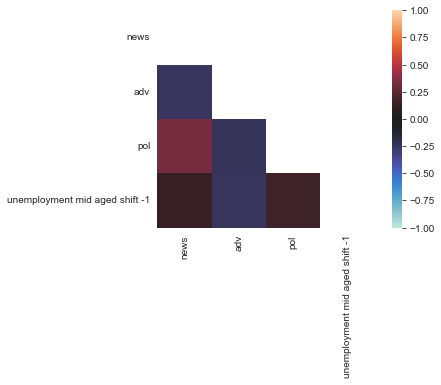 news
adv
pol
unemployment mid aged shift -1
news
adv
pol
unemployment mid aged shift -1
1.00
0.75
0.50
0.25
0.00
−0.25
−0.50
−0.75
−1.00